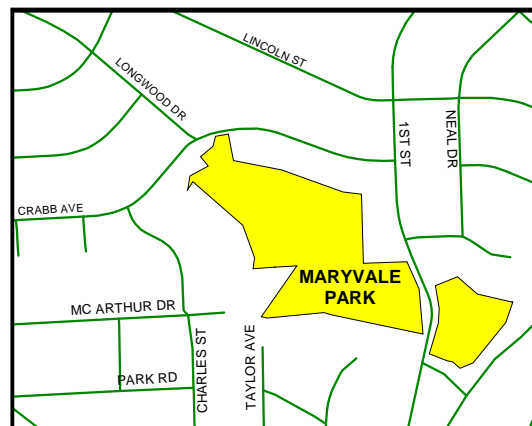 LINCOLN ST
LONGWOOD DR
1ST ST
NEAL DR
CRABB AVE
MARYVALE
PARK
MC ARTHUR DR
CHARLES ST
TAYLOR AVE
PARK RD